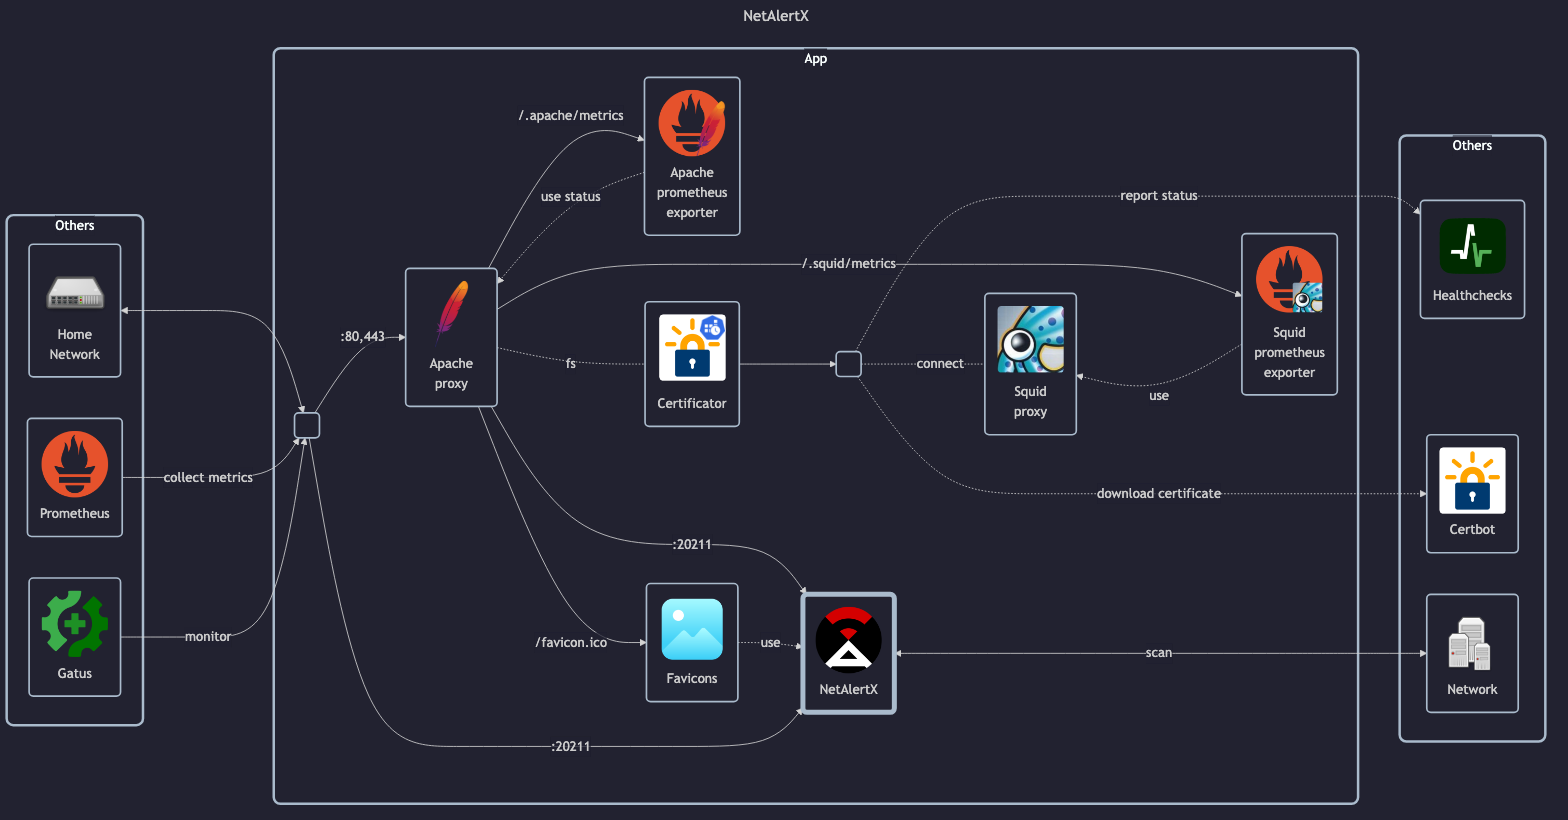 NetAlertX
App
/.apache/metrics
Apache
prometheus
exporter
use status
Others
Home
Network
Prometheus
Gatus
collect metrics
monitor
:80,443
Apache
proxy
/.squid/metrics
fs
Certificator
connect
Squid
proxy
use
Squid
prometheus
exporter
report status
download certificate
:20211
/favicon.ico
Favicons
use
NetAlertX
scan
:20211
Others
Healthchecks
Certbot
Network